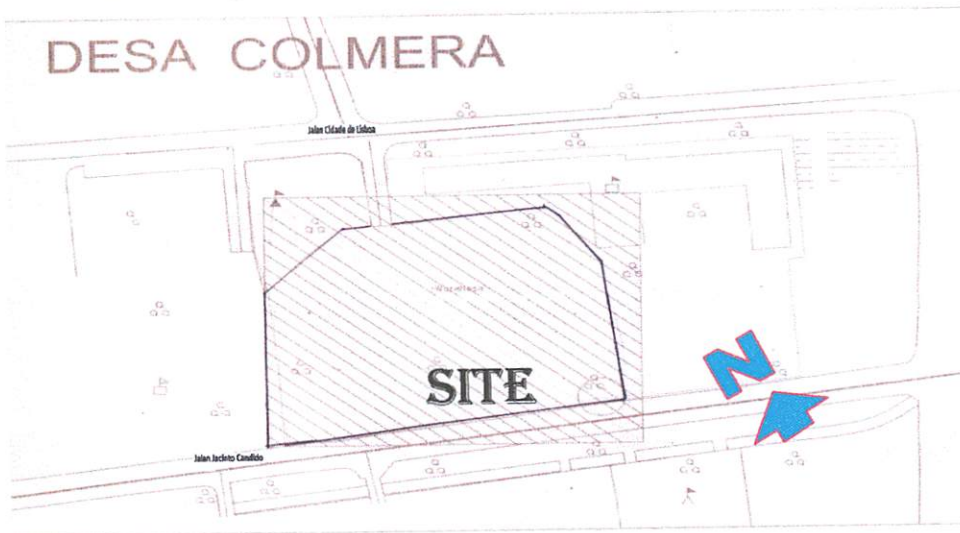 DESA COLMERA
Jalan Cidade de Lisboa
SITE
N
Jalan Jacinto Candido